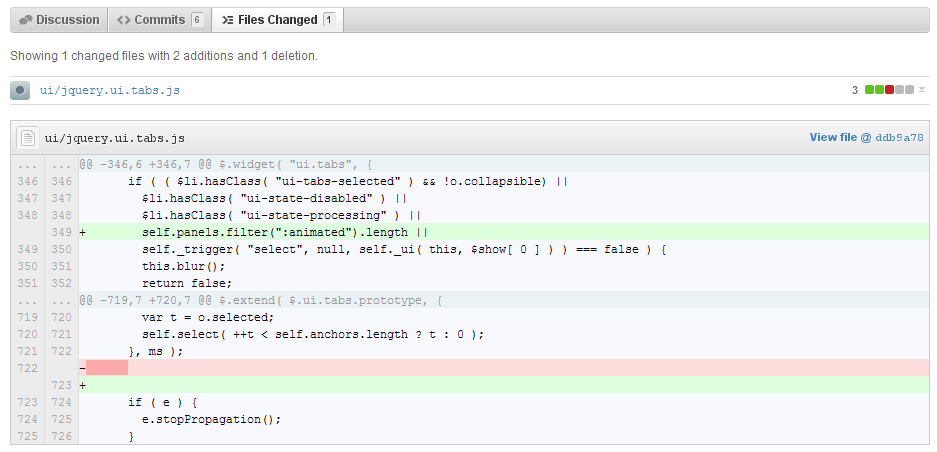 Discussion Commits 6 Files Changed 1
Showing 1 changed files with 2 additions and 1 deletion.
ui/jquery.ui.tabs.js 3
ui/jquery.ui.tabs.js View file @ ddb9a78
... ... @@ -346,6 +346,7 @@ $.widget( "ui.tabs", {
346 346 if ( ( $li.hasClass( "ui-tabs-selected" ) && !o.collapsible) ||
347 347 $li.hasClass( "ui-state-disabled" ) ||
348 348 $li.hasClass( "ui-state-processing" ) ||
349 + self.panels.filter(":animated").length ||
349 350 self._trigger( "select", null, self._ui( this, $show[ 0 ] ) ) === false ) {
350 351 this.blur();
351 352 return false;
... ... @@ -719,7 +720,7 @@ $.extend( $.ui.tabs.prototype, {
719 720 var t = o.selected;
720 721 self.select( ++t < self.anchors.length ? t : 0 );
721 722 }, ms );
722 -
723 +
723 724 if ( e ) {
724 725 e.stopPropagation();
725 726 }